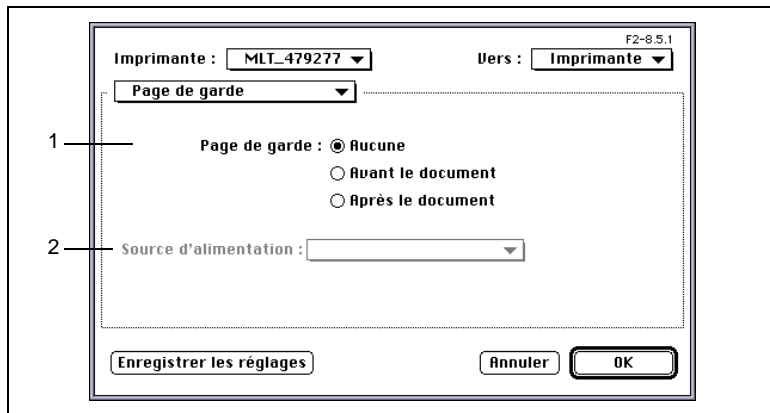 F2-8.5.1
Imprimante : MLT_479277 Vers : Imprimante
Page de garde
1 Page de garde : Aucune
Avant le document
Après le document
2 Source d'alimentation :
Enregistrer les réglages Annuler OK